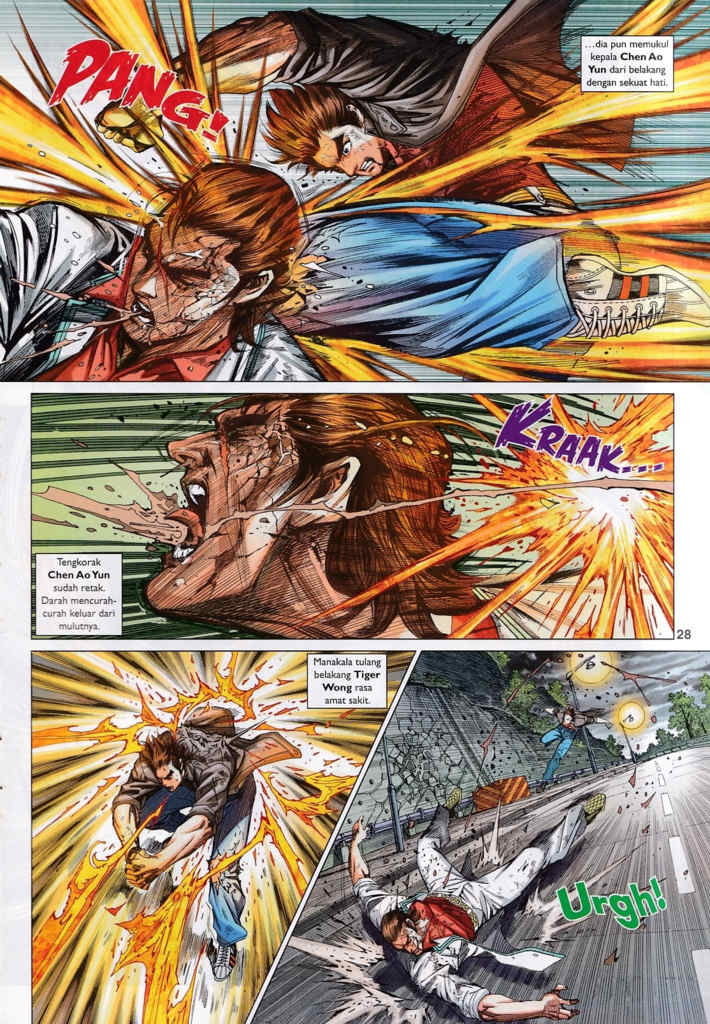 PANG!
...dia pun memukul
kepala Chen Ao
Yun dari belakang
dengan sekuat hati.
KRAAK...
Tengkorak
Chen Ao Yun
sudah retak.
Darah mencurah-
curah keluar dari
mulutnya.
28
Manakala tulang
belakang Tiger
Wong rasa
amat sakit.
Urgh!